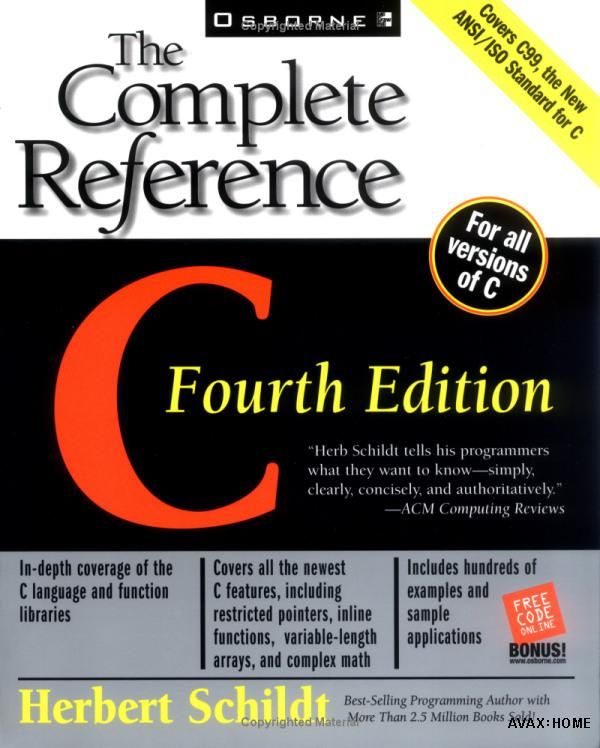 OSBORNE
Copyrighted Material
Covers C99, the New
ANSI/ISO Standard for C
The
Complete
Reference
For all
versions
of C
C
Fourth Edition
“Herb Schildt tells his programmers
what they want to know—simply,
clearly, concisely, and authoritatively.”
—ACM Computing Reviews
In-depth coverage of the
C language and function
libraries
Covers all the newest
C features, including
restricted pointers, inline
functions, variable-length
arrays, and complex math
Includes hundreds of
examples and
sample
applications
FREE
CODE
ONLINE
BONUS!
www.osborne.com
Herbert Schildt
Best-Selling Programming Author with
More Than 2.5 Million Books Sold!
Copyrighted Material
AVAX:HOME